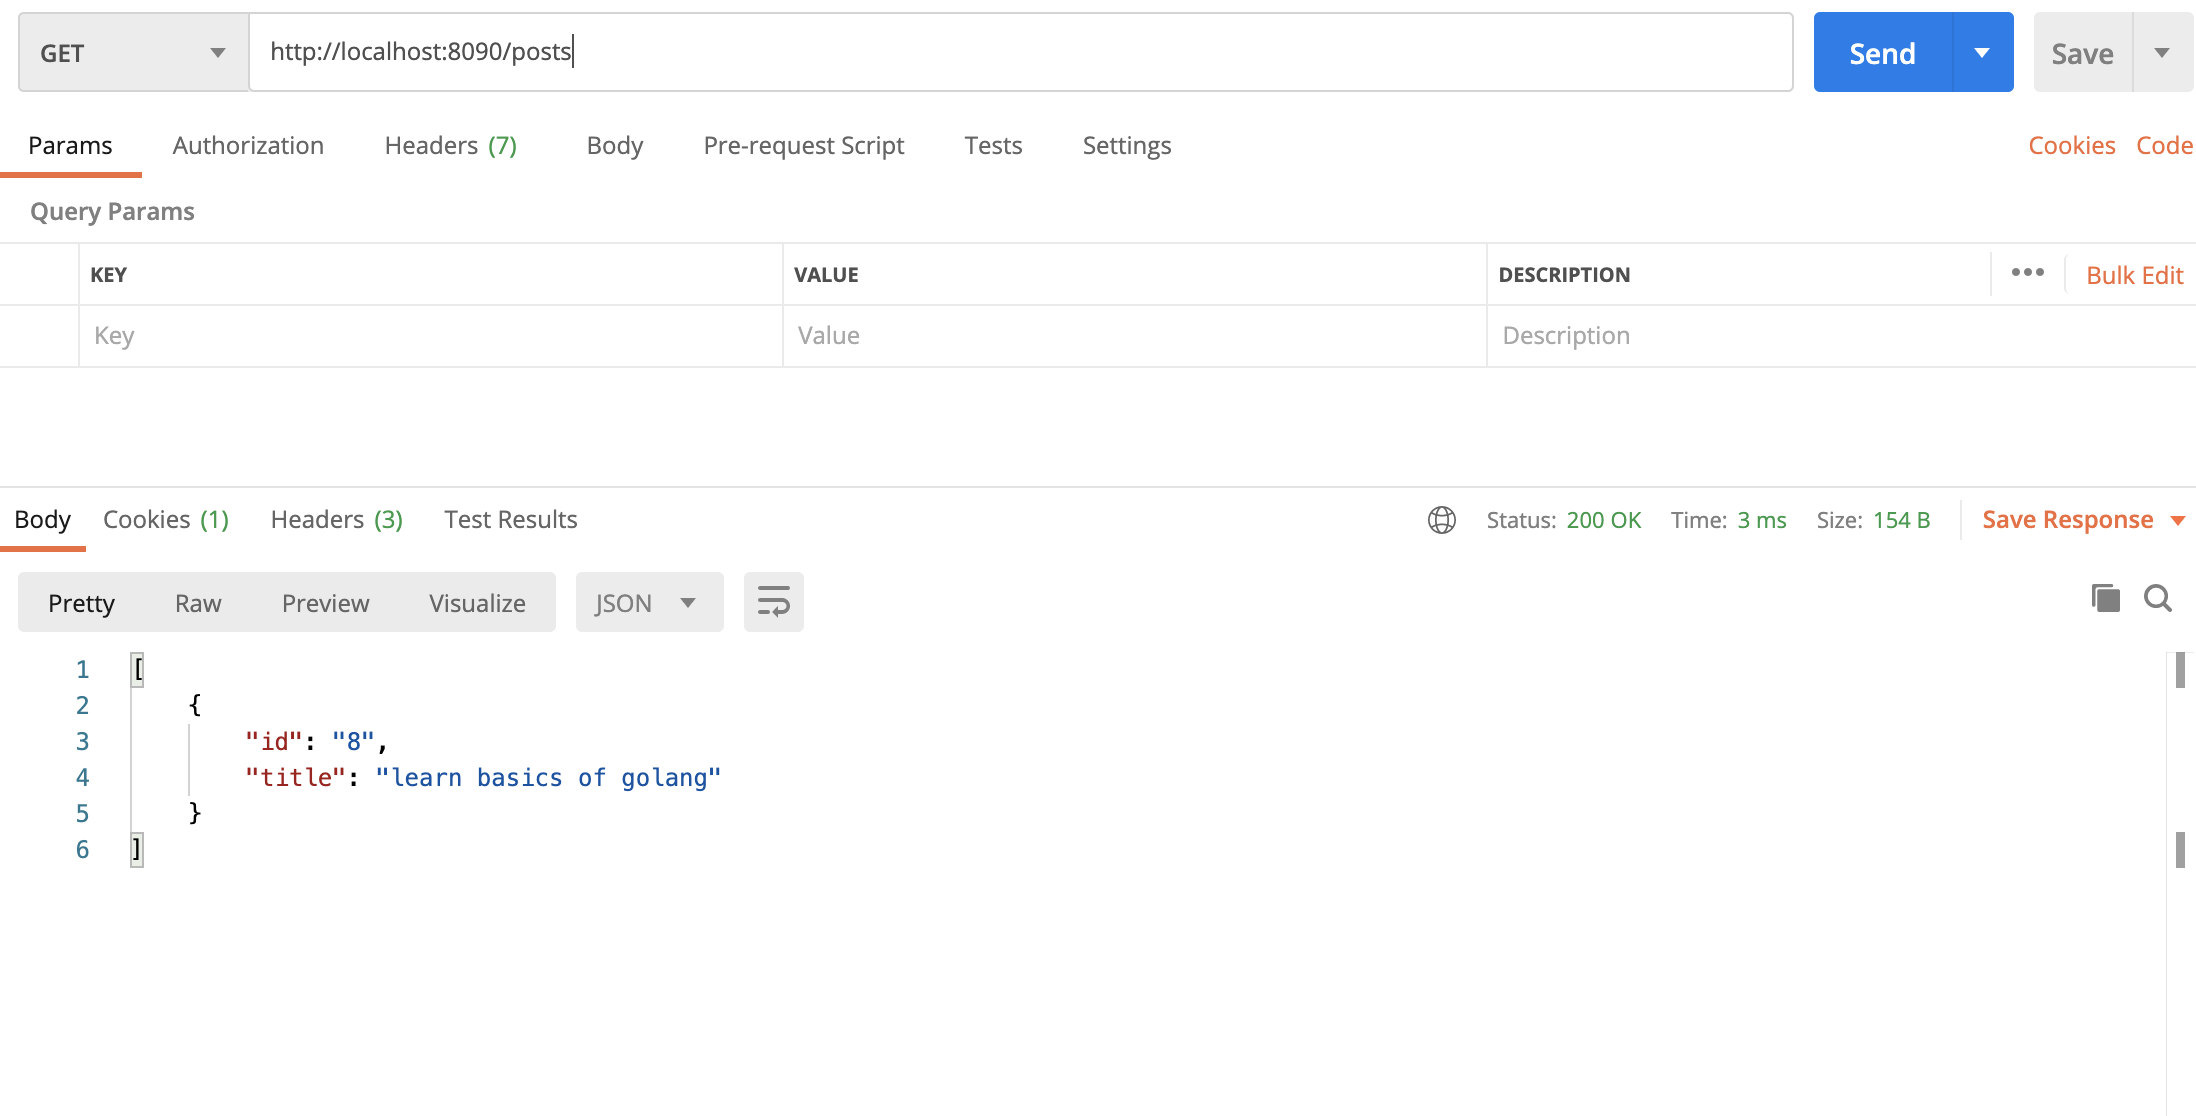 GET http://localhost:8090/posts Send Save
Params Authorization Headers (7) Body Pre-request Script Tests Settings Cookies Code
Query Params
KEY VALUE DESCRIPTION ••• Bulk Edit
Key Value Description
Body Cookies (1) Headers (3) Test Results Status: 200 OK Time: 3 ms Size: 154 B Save Response
Pretty Raw Preview Visualize JSON
1 [
2 {
3 "id": "8",
4 "title": "learn basics of golang"
5 }
6 ]